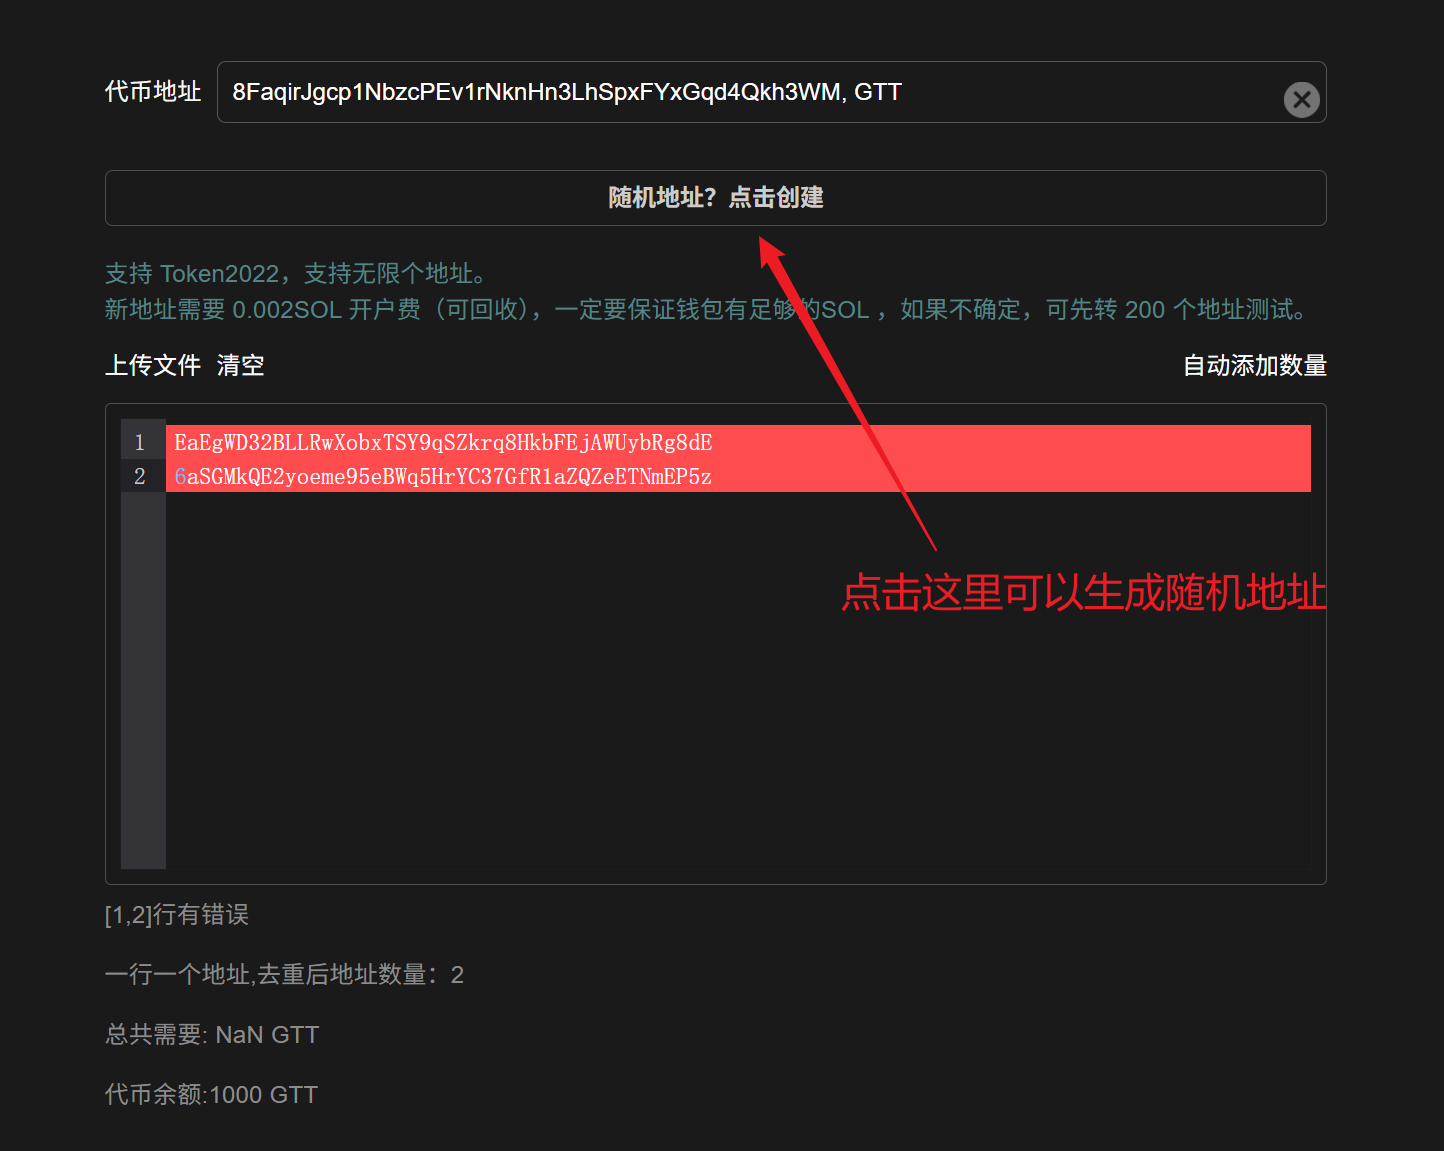 代币地址 8FaqirJgcp1NbzcPEv1rNknHn3LhSpxFYxGqd4Qkh3WM, GTT
随机地址？点击创建
支持 Token2022，支持无限个地址。
新地址需要 0.002SOL 开户费（可回收），一定要保证钱包有足够的SOL ，如果不确定，可先转 200 个地址测试。
上传文件 清空 自动添加数量
1 EaEgWD32BLLRwXobxTSY9qSZkrq8HkbFEjAWUybRg8dE
2 6aSGMkQE2yoeme95eBWq5HrYC37GfR1aZQZeETNmEP5z
点击这里可以生成随机地址
[1,2]行有错误
一行一个地址,去重后地址数量：2
总共需要: NaN GTT
代币余额:1000 GTT